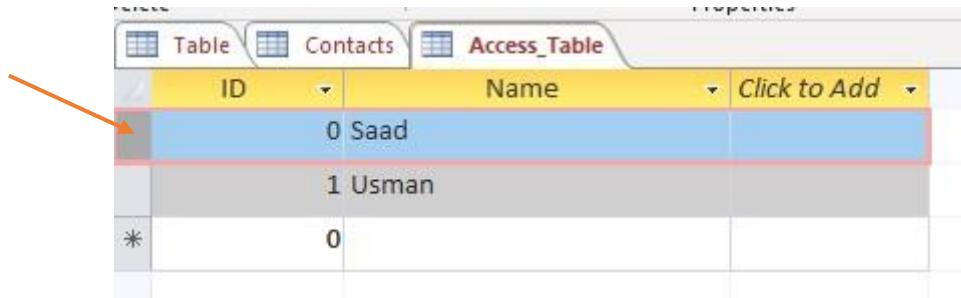 Table Contacts Access_Table
ID Name Click to Add
0 Saad
1 Usman
* 0